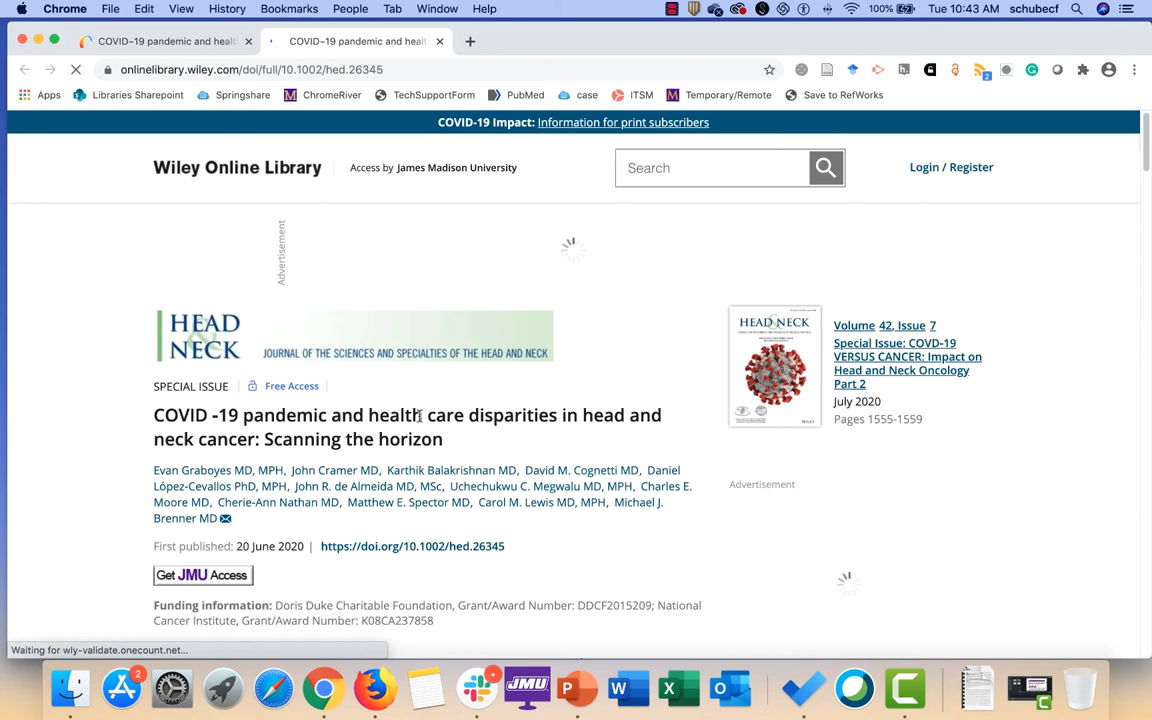 Chrome File Edit View History Bookmarks People Tab Window Help 100% Tue 10:43 AM schubecf
COVID-19 pandemic and healt COVID-19 pandemic and healt
onlinelibrary.wiley.com/doi/full/10.1002/hed.26345
2
Apps Libraries Sharepoint Springshare ChromeRiver TechSupportForm PubMed case ITSM Temporary/Remote Save to RefWorks
COVID-19 Impact: Information for print subscribers
Wiley Online Library Access by James Madison University Search Login / Register
Advertisement
HEAD
&
NECK JOURNAL OF THE SCIENCES AND SPECIALTIES OF THE HEAD AND NECK
SPECIAL ISSUE Free Access
COVID -19 pandemic and health care disparities in head and
neck cancer: Scanning the horizon
Evan Graboyes MD, MPH, John Cramer MD, Karthik Balakrishnan MD, David M. Cognetti MD, Daniel
López-Cevallos PhD, MPH, John R. de Almeida MD, MSc, Uchechukwu C. Megwalu MD, MPH, Charles E.
Moore MD, Cherie-Ann Nathan MD, Matthew E. Spector MD, Carol M. Lewis MD, MPH, Michael J.
Brenner MD
First published: 20 June 2020 | https://doi.org/10.1002/hed.26345
Get JMU Access
Funding information: Doris Duke Charitable Foundation, Grant/Award Number: DDCF2015209; National
Cancer Institute, Grant/Award Number: K08CA237858
HEAD & NECK
WILEY
Volume 42, Issue 7
Special Issue: COVD-19
VERSUS CANCER: Impact on
Head and Neck Oncology
Part 2
July 2020
Pages 1555-1559
Advertisement
Waiting for wly-validate.onecount.net...
2
JMU
P W X O C